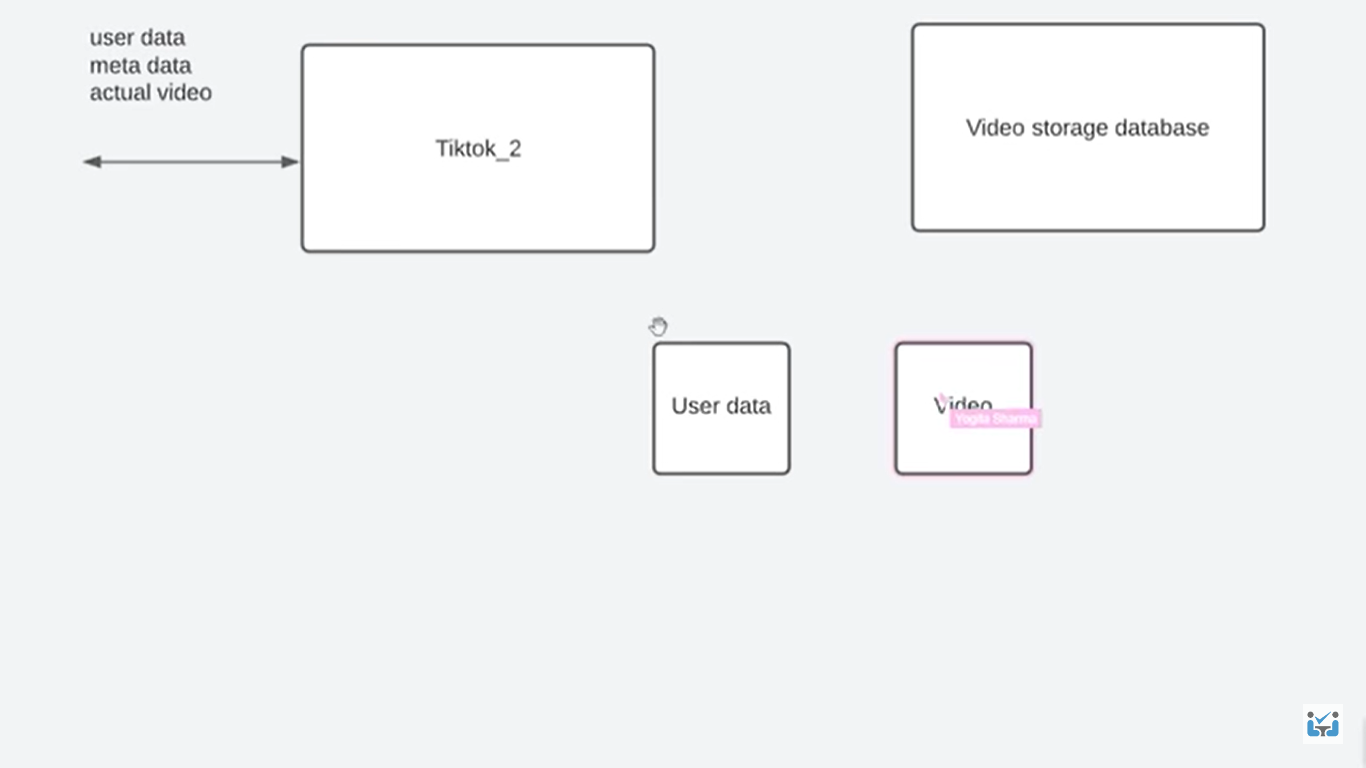 user data
meta data
actual video
Tiktok_2
Video storage database
User data
Video
Yogita Sharma